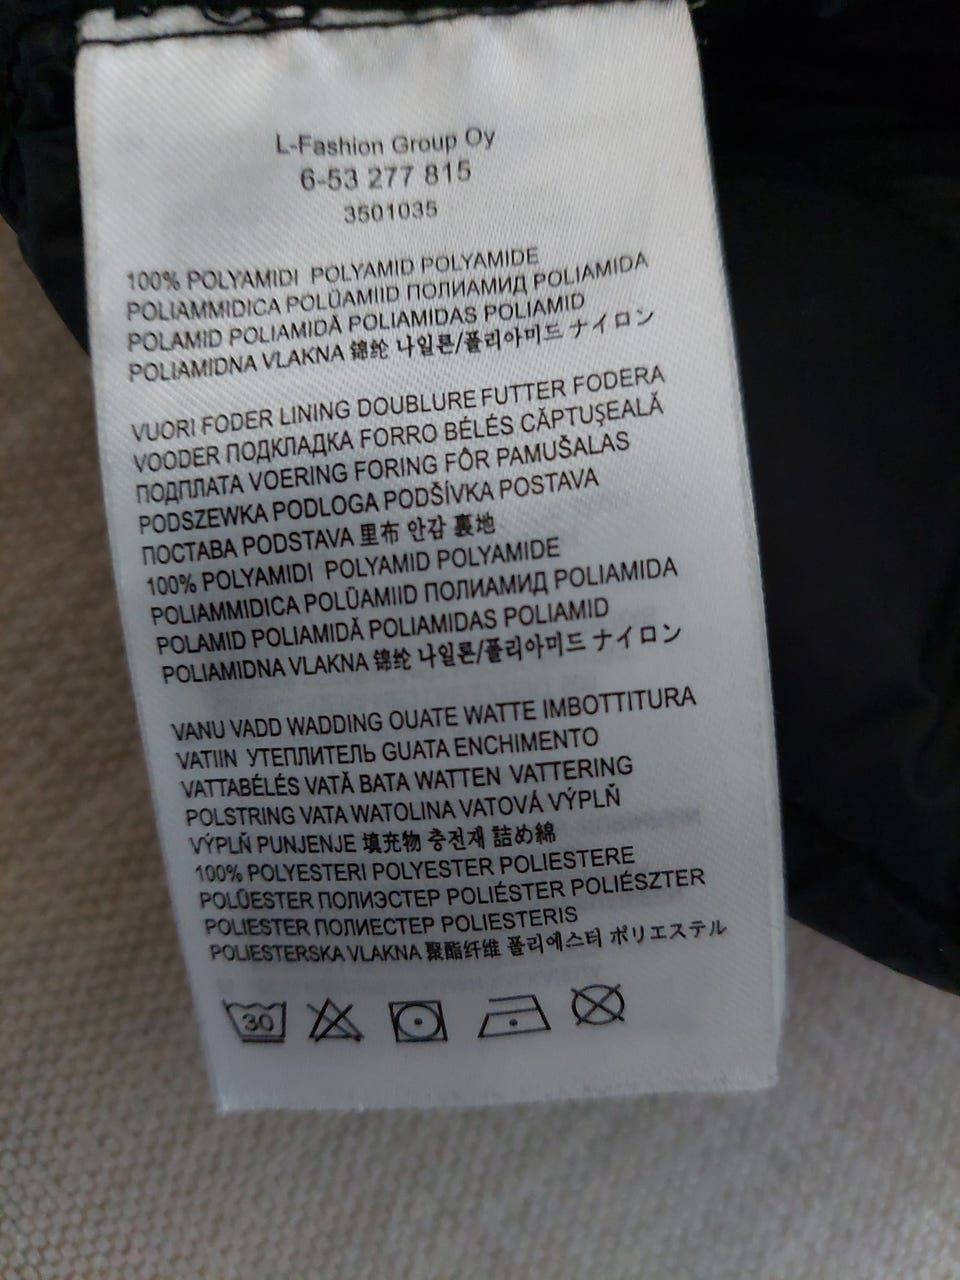 L-Fashion Group Oy
6-53 277 815
3501035
100% POLYAMIDI POLYAMID POLYAMIDE
POLIAMMIDICA POLÜAMIID ПОЛИАМИД POLIAMIDA
POLAMID POLIAMIDĂ POLIAMIDAS POLIAMID
POLIAMIDNA VLAKNA 锦纶 나일론/폴리아미드 ナイロン
VUORI FODER LINING DOUBLURE FUTTER FODERA
VOODER ПОДКЛАДКА FORRO BÉLÉS CĂPTUŞEALĂ
ПОДПЛАТА VOERING FORING FÔR PAMUŠALAS
PODSZEWKA PODLOGA PODŠÍVKA POSTAVA
ПОСТАВА PODSTAVA 里布 안감 裏地
100% POLYAMIDI POLYAMID POLYAMIDE
POLIAMMIDICA POLÜAMIID ПОЛИАМИД POLIAMIDA
POLAMID POLIAMIDĂ POLIAMIDAS POLIAMID
POLIAMIDNA VLAKNA 锦纶 나일론/폴리아미드 ナイロン
VANU VADD WADDING OUATE WATTE IMBOTTITURA
VATIIN УТЕПЛИТЕЛЬ GUATA ENCHIMENTO
VATTABÉLÉS VATĂ BATA WATTEN VATTERING
POLSTRING VATA WATOLINA VATOVÁ VÝPLŇ
VÝPLŇ PUNJENJE 填充物 충전재 詰め綿
100% POLYESTERI POLYESTER POLIESTERE
POLÜESTER ПОЛИЭСТЕР POLIÉSTER POLIÉSZTER
POLIESTER ПОЛИЕСТЕР POLIESTERIS
POLIESTERSKA VLAKNA 聚酯纤维 폴리에스터 ポリエステル
30